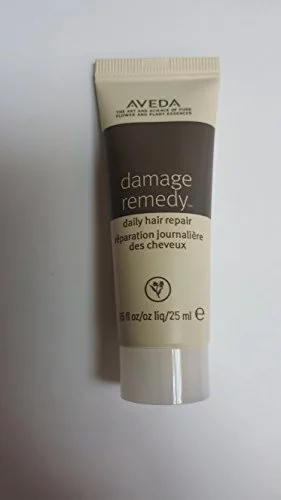 AVEDA
THE ART AND SCIENCE OF PURE
FLOWER AND PLANT ESSENCES
damage
remedy™
daily hair repair
réparation journalière
des cheveux
fl oz/oz liq/25 ml ℮